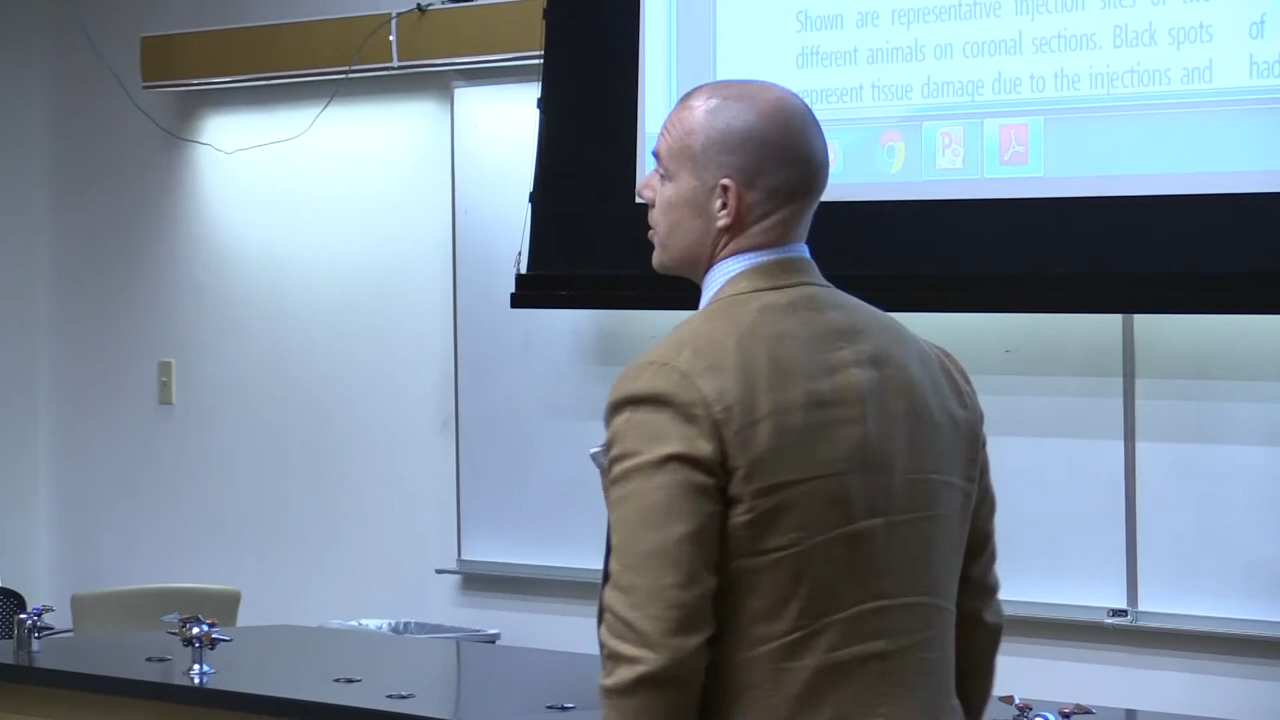 Shown are representative injection sites of the
different animals on coronal sections. Black spots
represent tissue damage due to the injections and
of
had